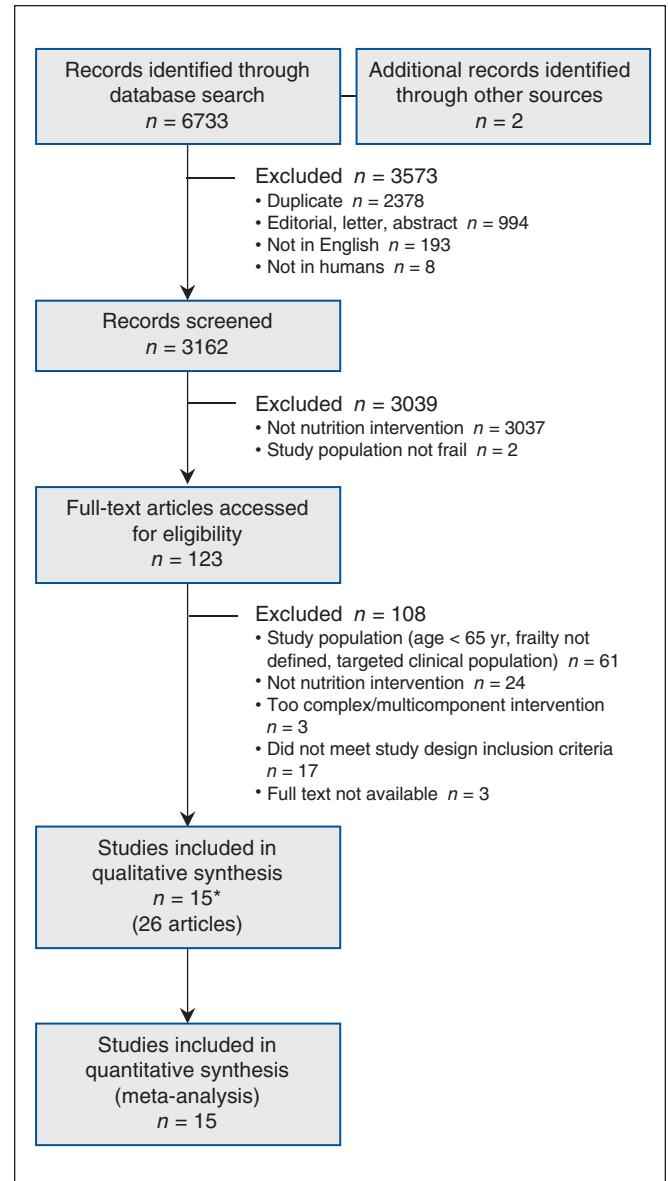 Records identified through
database search
n = 6733
Additional records identified
through other sources
n = 2
Excluded n = 3573
• Duplicate n = 2378
• Editorial, letter, abstract n = 994
• Not in English n = 193
• Not in humans n = 8
Records screened
n = 3162
Excluded n = 3039
• Not nutrition intervention n = 3037
• Study population not frail n = 2
Full-text articles accessed
for eligibility
n = 123
Excluded n = 108
• Study population (age < 65 yr, frailty not
defined, targeted clinical population) n = 61
• Not nutrition intervention n = 24
• Too complex/multicomponent intervention
n = 3
• Did not meet study design inclusion criteria
n = 17
• Full text not available n = 3
Studies included in
qualitative synthesis
n = 15*
(26 articles)
Studies included in
quantitative synthesis
(meta-analysis)
n = 15